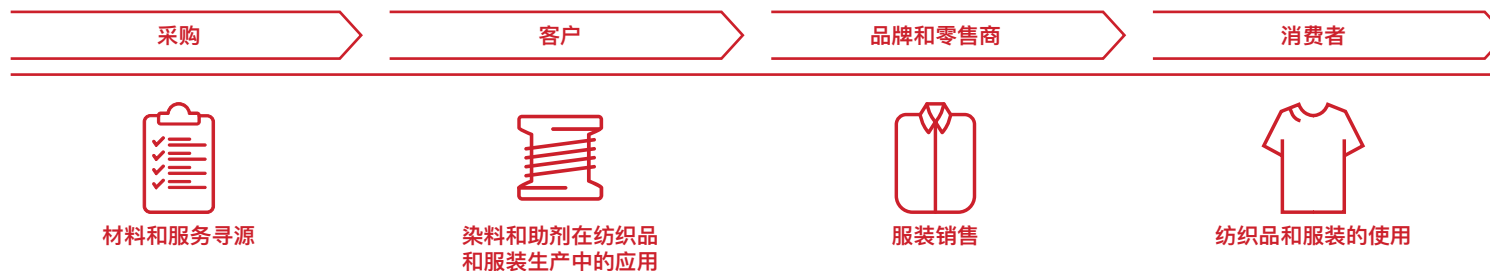 采购
客户
品牌和零售商
消费者
材料和服务寻源
染料和助剂在纺织品
和服装生产中的应用
服装销售
纺织品和服装的使用